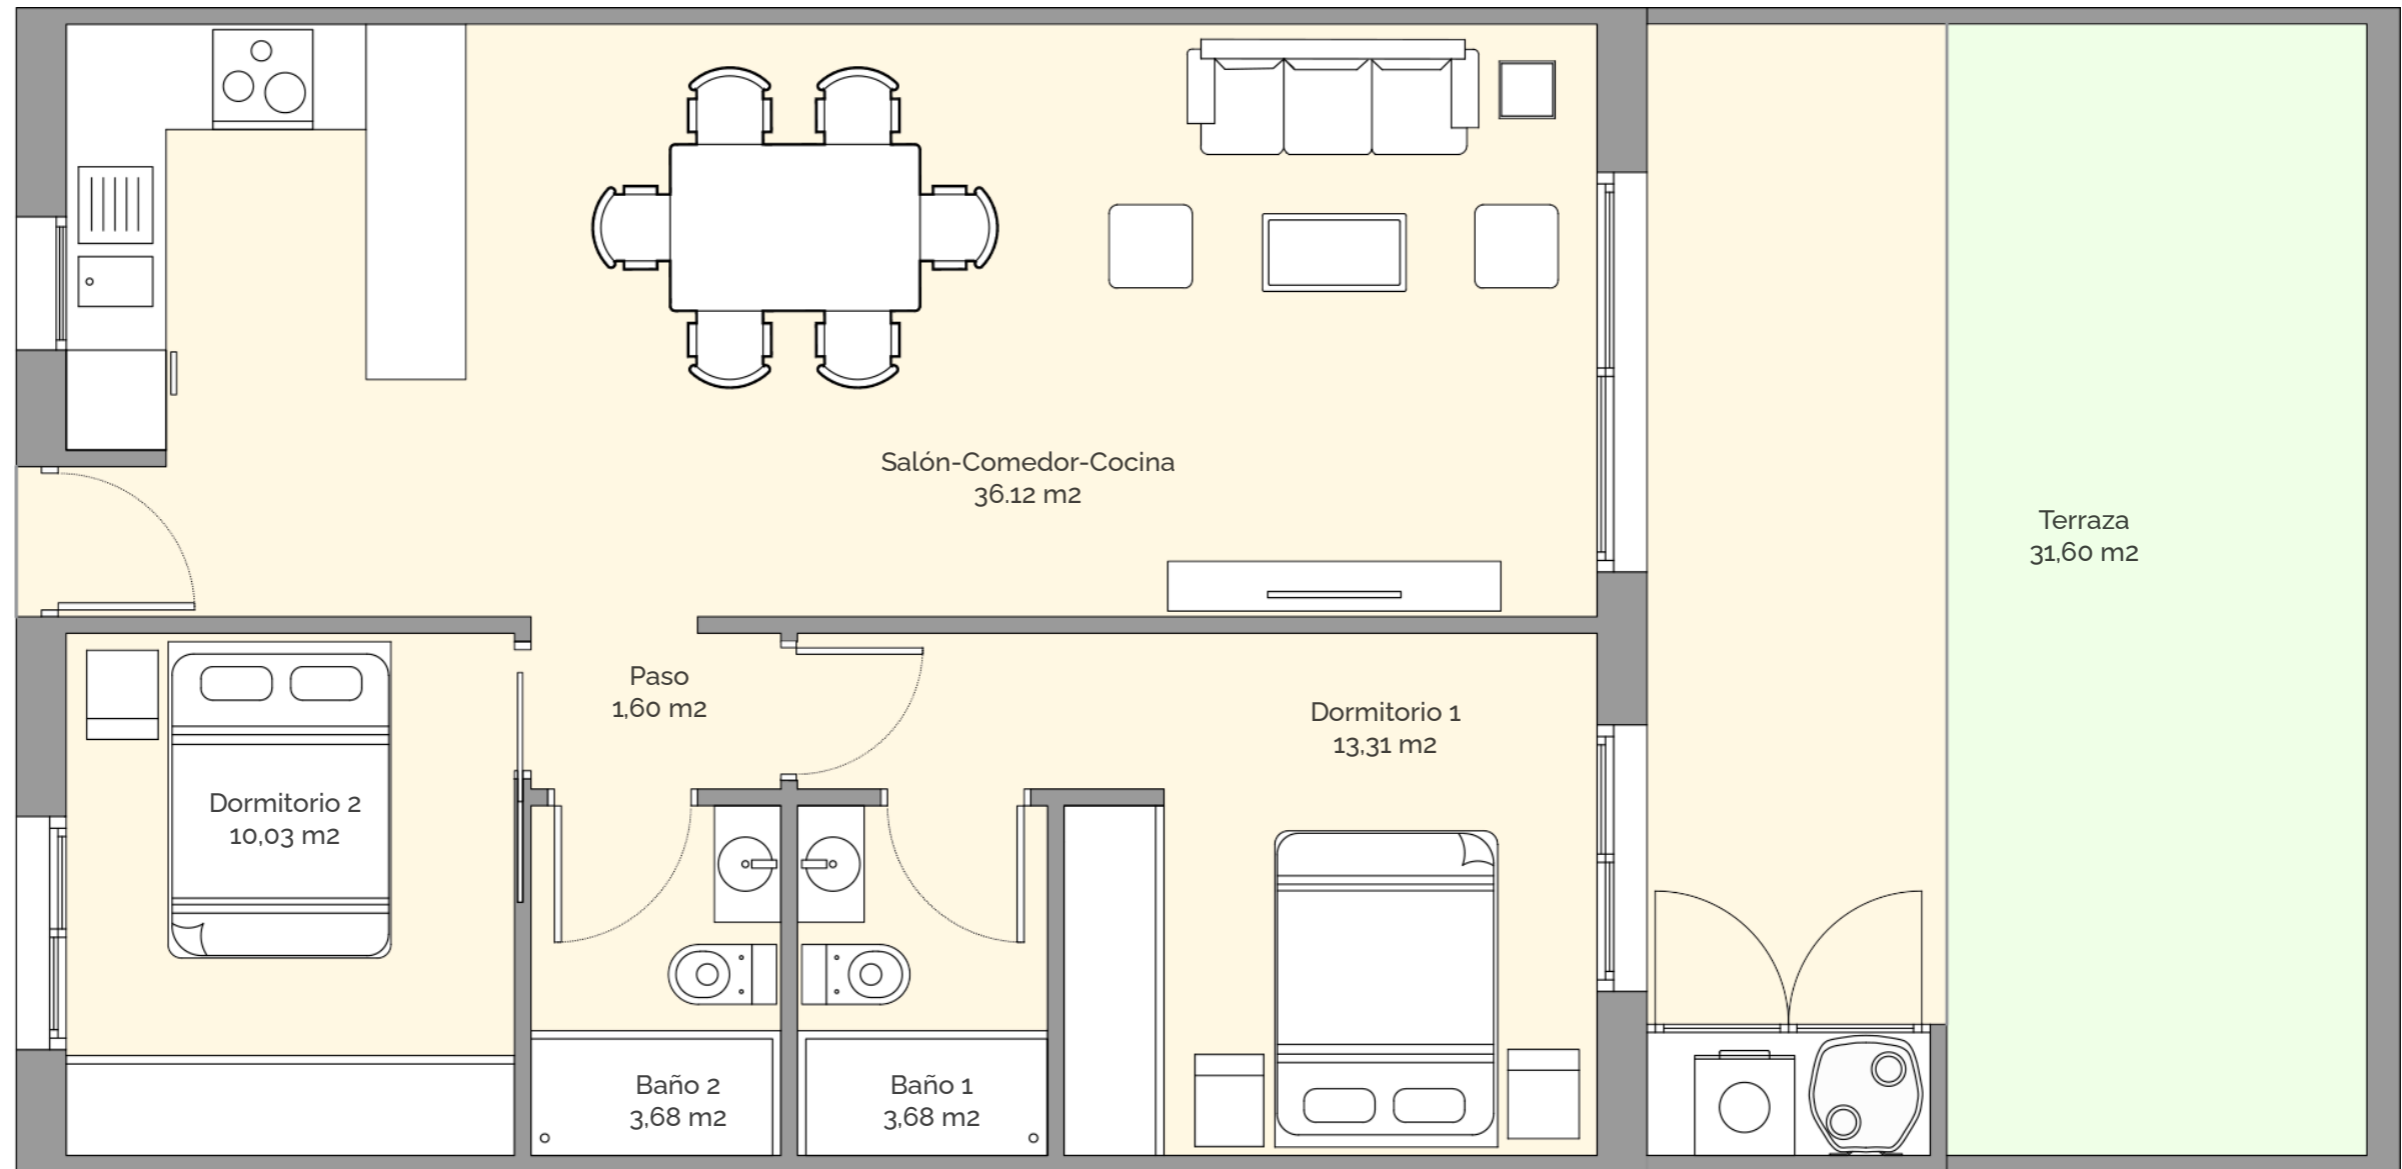 Salón-Comedor-Cocina
36.12 m2
Terraza
31,60 m2
Paso
1,60 m2
Dormitorio 1
13,31 m2
Dormitorio 2
10,03 m2
Baño 2
3,68 m2
Baño 1
3,68 m2